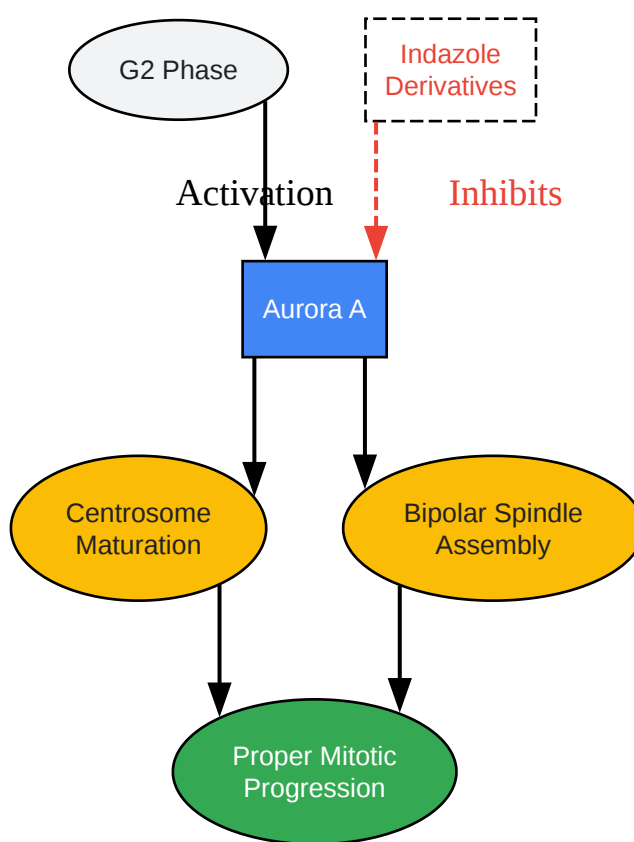 G2 Phase
Indazole
Derivatives
Activation
Inhibits
Aurora A
Centrosome
Maturation
Bipolar Spindle
Assembly
Proper Mitotic
Progression